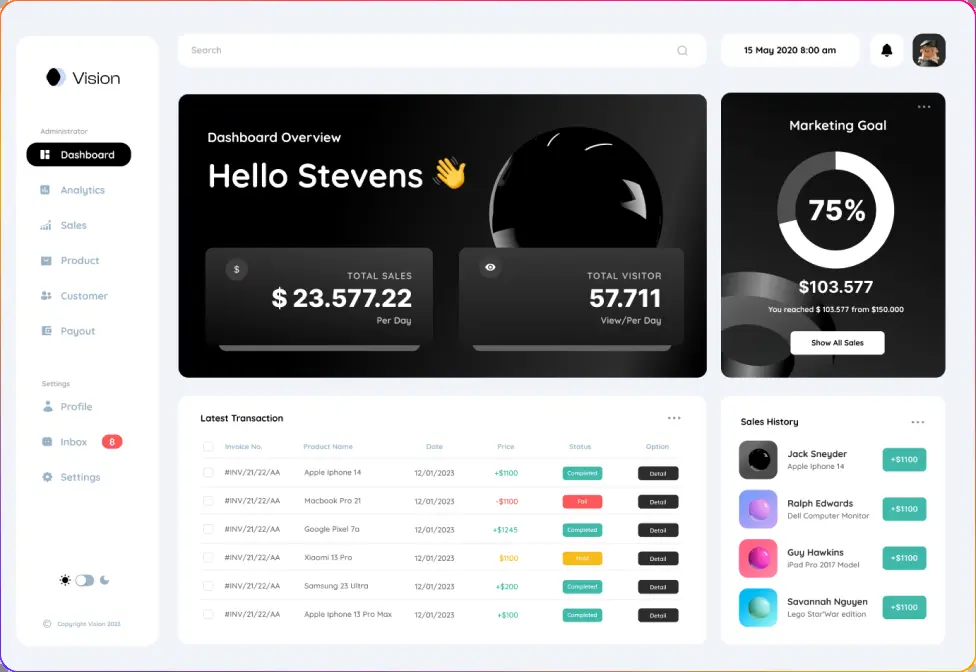 Vision
Search
15 May 2020 8:00 am
Administrator
Dashboard
Analytics
Sales
Product
Customer
Payout
Settings
Profile
Inbox 8
Settings
Copyright Vision 2023
Dashboard Overview
Hello Stevens 👋
$
TOTAL SALES
$ 23.577.22
Per Day
TOTAL VISITOR
57.711
View/Per Day
Marketing Goal
75%
$103.577
You reached $ 103.577 from $150.000
Show All Sales
Latest Transaction
Invoice No. Product Name Date Price Status Option
#INV/21/22/AA Apple Iphone 14 12/01/2023 +$1100 Completed Detail
#INV/21/22/AA Macbook Pro 21 12/01/2023 -$1100 Fail Detail
#INV/21/22/AA Google Pixel 7a 12/01/2023 +$1245 Completed Detail
#INV/21/22/AA Xiaomi 13 Pro 12/01/2023 $1100 Hold Detail
#INV/21/22/AA Samsung 23 Ultra 12/01/2023 +$200 Completed Detail
#INV/21/22/AA Apple Iphone 13 Pro Max 12/01/2023 +$100 Completed Detail
Sales History
Jack Sneyder
Apple Iphone 14
+$1100
Ralph Edwards
Dell Computer Monitor
+$1100
Guy Hawkins
iPad Pro 2017 Model
+$1100
Savannah Nguyen
Lego Star'War edition
+$1100